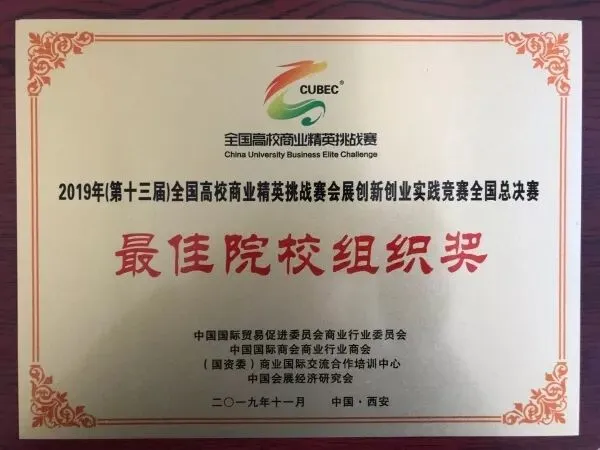 CUBEC®
全国高校商业精英挑战赛
China University Business Elite Challenge
2019年(第十三届)全国高校商业精英挑战赛会展创新创业实践竞赛全国总决赛
最佳院校组织奖
中国国际贸易促进委员会商业行业委员会
中国国际商会商业行业商会
（国资委）商业国际交流合作培训中心
中国会展经济研究会
二〇一九年十一月 中国·西安